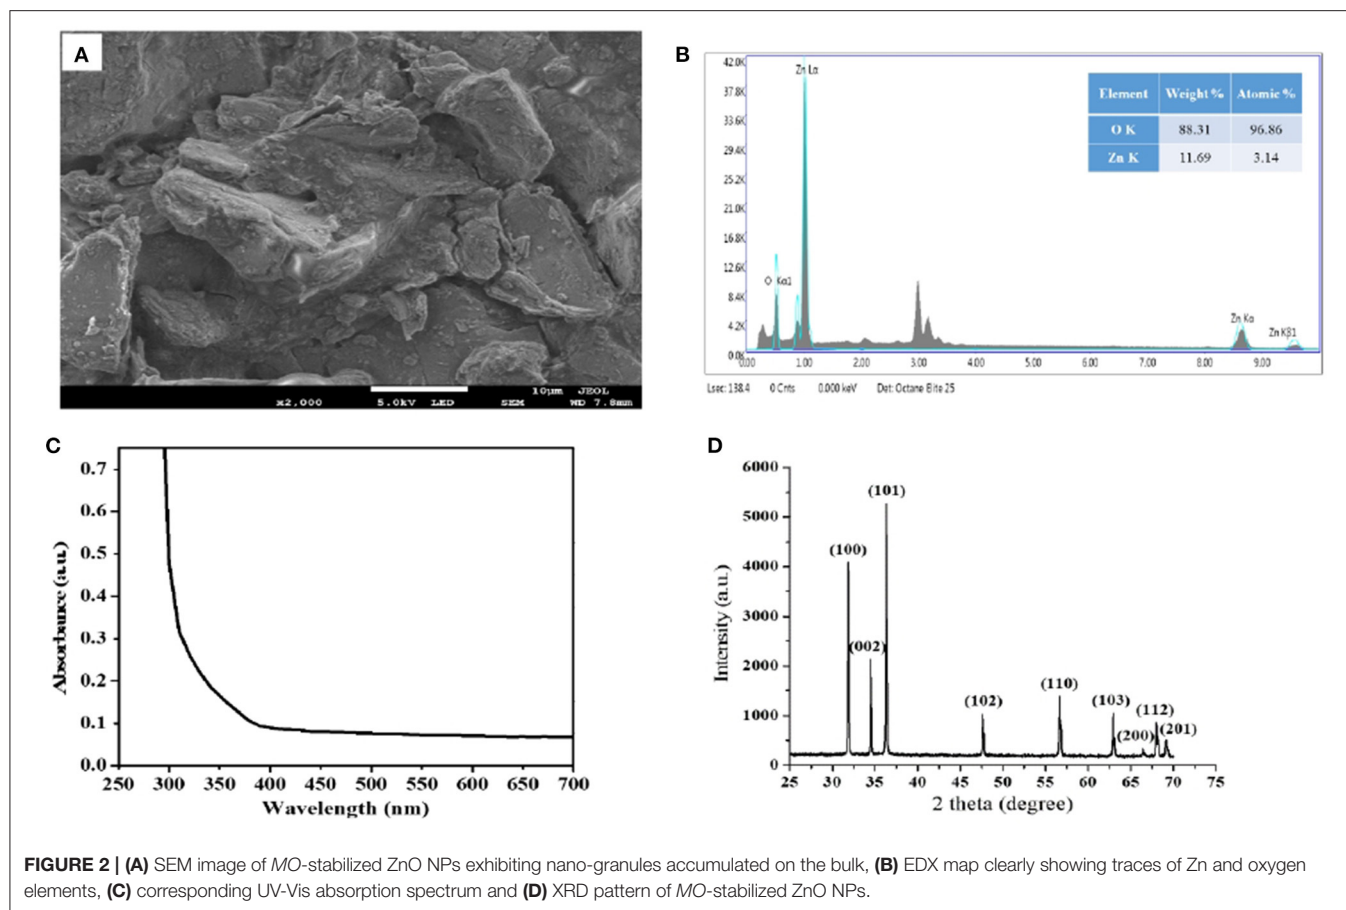 A
10μm JEOL
x2,000 5.0kV LED SEM WD 7.8mm
B
42.0K
37.8K
33.6K
29.4K
25.2K
21.0K
16.8K
12.6K
8.4K
4.2K
0.0K
Zn Lα
O Kα1
Zn Kα
Zn Kβ1
Element Weight % Atomic %
O K 88.31 96.86
Zn K 11.69 3.14
0.00 1.00 2.00 3.00 4.00 5.00 6.00 7.00 8.00 9.00
Lsec: 138.4 0 Cnts 0.000 keV Det: Octane Elite 25
C
0.7
0.6
0.5
0.4
0.3
0.2
0.1
0.0
Absorbance (a.u.)
250 300 350 400 450 500 550 600 650 700
Wavelength (nm)
D
6000
5000
4000
3000
2000
1000
0
Intensity (a.u.)
(100)
(002)
(101)
(102)
(110)
(103)
(200)
(112)
(201)
25 30 35 40 45 50 55 60 65 70 75
2 theta (degree)
FIGURE 2 | (A) SEM image of MO-stabilized ZnO NPs exhibiting nano-granules accumulated on the bulk, (B) EDX map clearly showing traces of Zn and oxygen
elements, (C) corresponding UV-Vis absorption spectrum and (D) XRD pattern of MO-stabilized ZnO NPs.